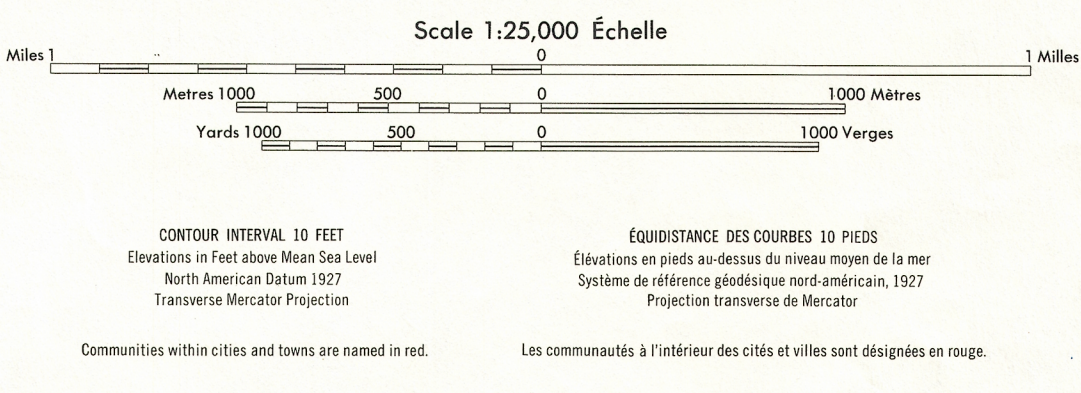 Scale 1:25,000 Échelle
Miles 1 0 1 Milles
Metres 1000 500 0 1000 Mètres
Yards 1000 500 0 1000 Verges
CONTOUR INTERVAL 10 FEET
Elevations in Feet above Mean Sea Level
North American Datum 1927
Transverse Mercator Projection
ÉQUIDISTANCE DES COURBES 10 PIEDS
Élévations en pieds au-dessus du niveau moyen de la mer
Système de référence géodésique nord-américain, 1927
Projection transverse de Mercator
Communities within cities and towns are named in red.
Les communautés à l'intérieur des cités et villes sont désignées en rouge.